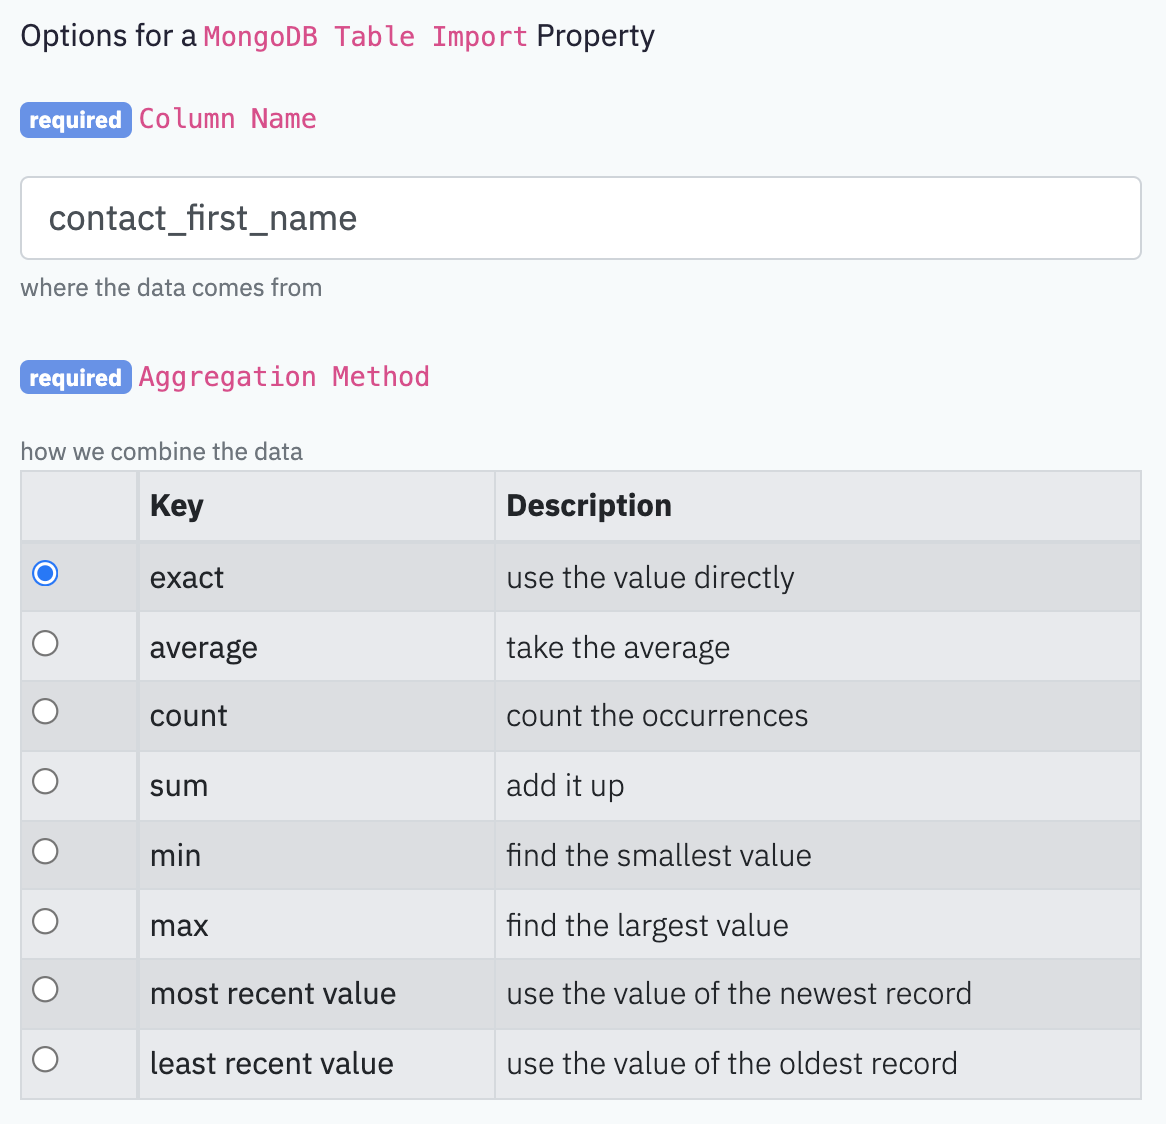 Options for a MongoDB Table Import Property
required Column Name
contact_first_name
where the data comes from
required Aggregation Method
how we combine the data
Key Description
exact use the value directly
average take the average
count count the occurrences
sum add it up
min find the smallest value
max find the largest value
most recent value use the value of the newest record
least recent value use the value of the oldest record